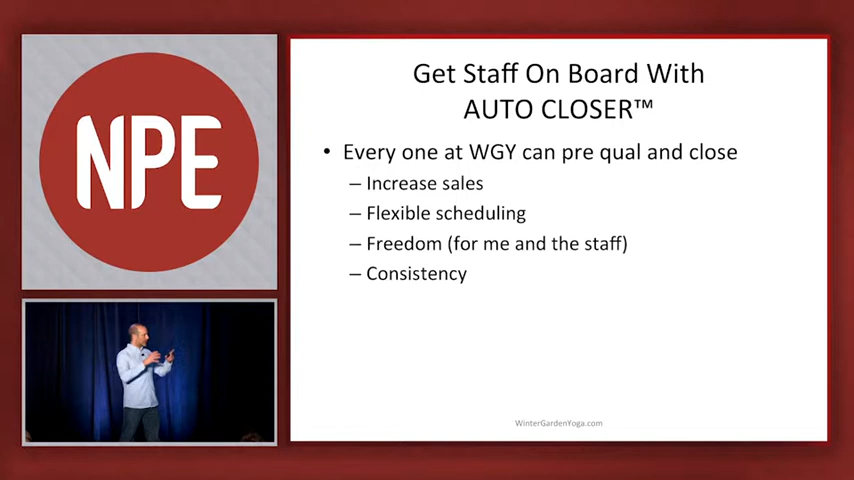 NPE
Get Staff On Board With
AUTO CLOSER™
• Every one at WGY can pre qual and close
– Increase sales
– Flexible scheduling
– Freedom (for me and the staff)
– Consistency
WinterGardenYoga.com